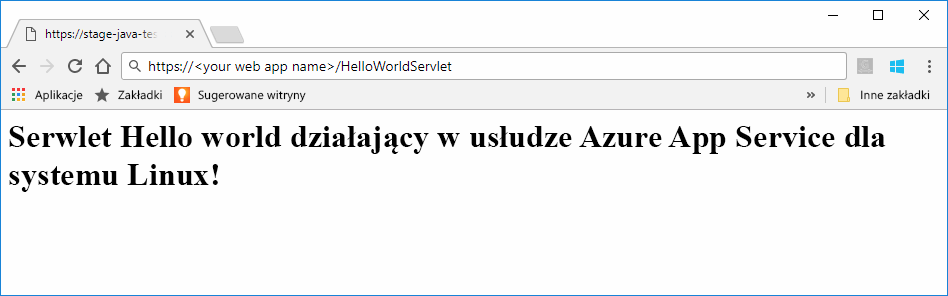 https://stage-java-tes
https://<your web app name>/HelloWorldServlet
Aplikacje Zakładki Sugerowane witryny » Inne zakładki
Serwlet Hello world działający w usłudze Azure App Service dla
systemu Linux!